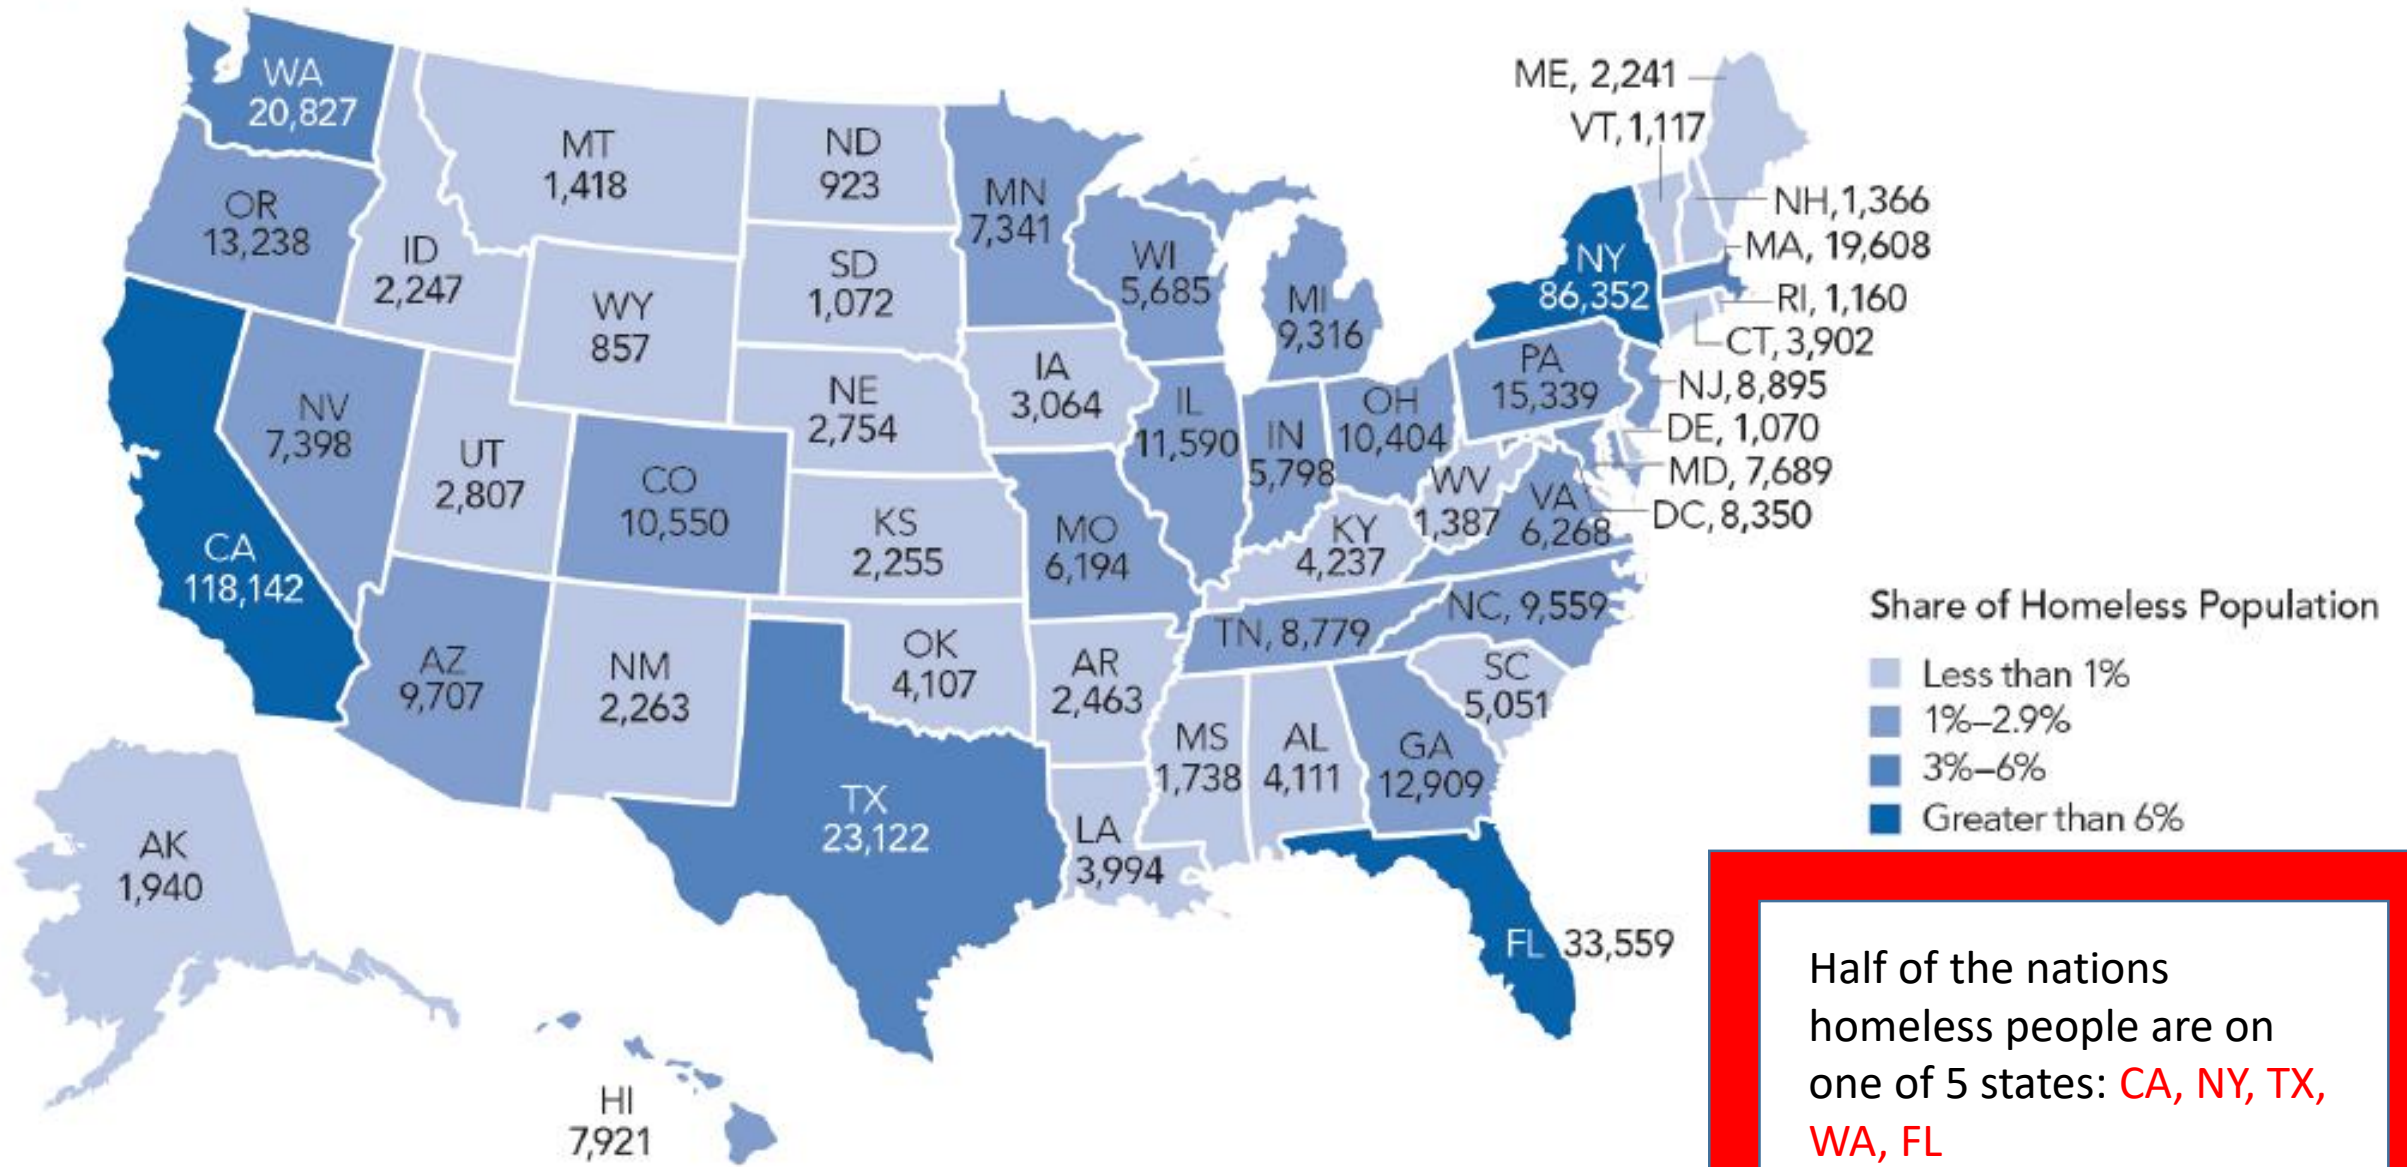 WA
20,827
OR
13,238
CA
118,142
NV
7,398
ID
2,247
MT
1,418
WY
857
UT
2,807
AZ
9,707
CO
10,550
NM
2,263
ND
923
SD
1,072
NE
2,754
KS
2,255
OK
4,107
TX
23,122
MN
7,341
IA
3,064
MO
6,194
AR
2,463
LA
3,994
WI
5,685
IL
11,590
MI
9,316
IN
5,798
OH
10,404
KY
4,237
TN, 8,779
MS
1,738
AL
4,111
GA
12,909
FL 33,559
SC
5,051
NC, 9,559
VA
6,268
WV
1,387
PA
15,339
NY
86,352
ME, 2,241
VT, 1,117
NH, 1,366
MA, 19,608
RI, 1,160
CT, 3,902
NJ, 8,895
DE, 1,070
MD, 7,689
DC, 8,350
AK
1,940
HI
7,921
Share of Homeless Population
Less than 1%
1%–2.9%
3%–6%
Greater than 6%
Half of the nations
homeless people are on
one of 5 states: CA, NY, TX,
WA, FL